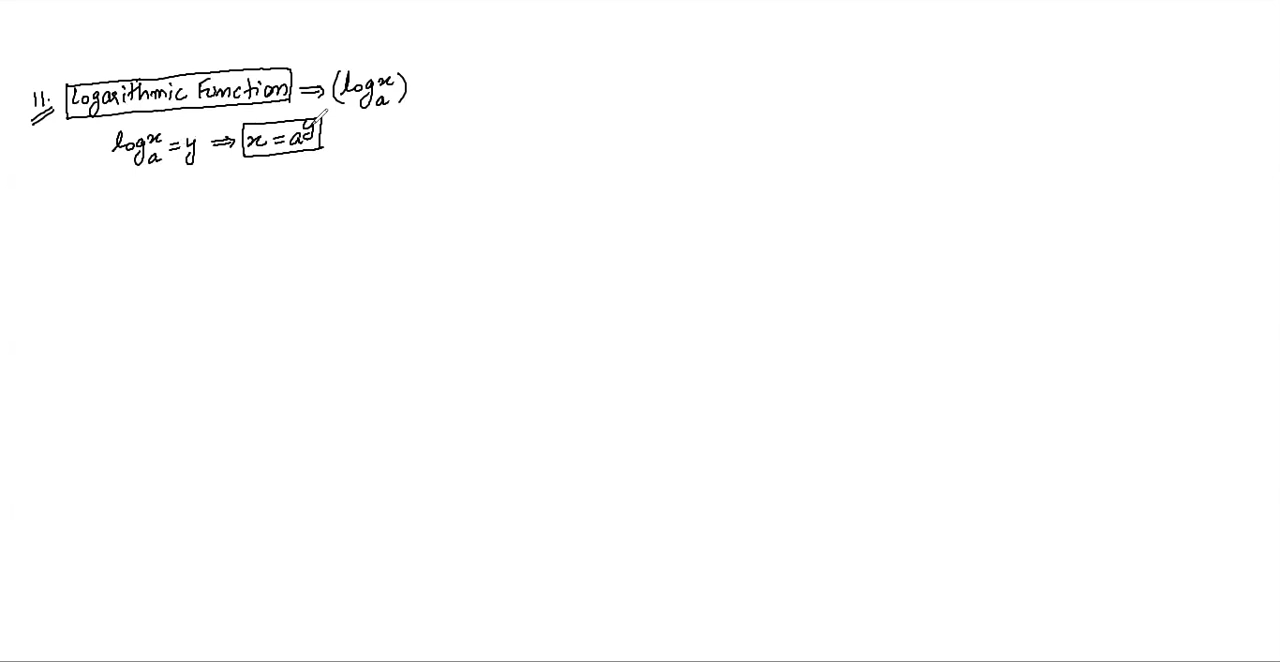 11. Logarithmic Function ⇒ (logₐˣ)
logₐˣ = y ⇒ x = aʸ